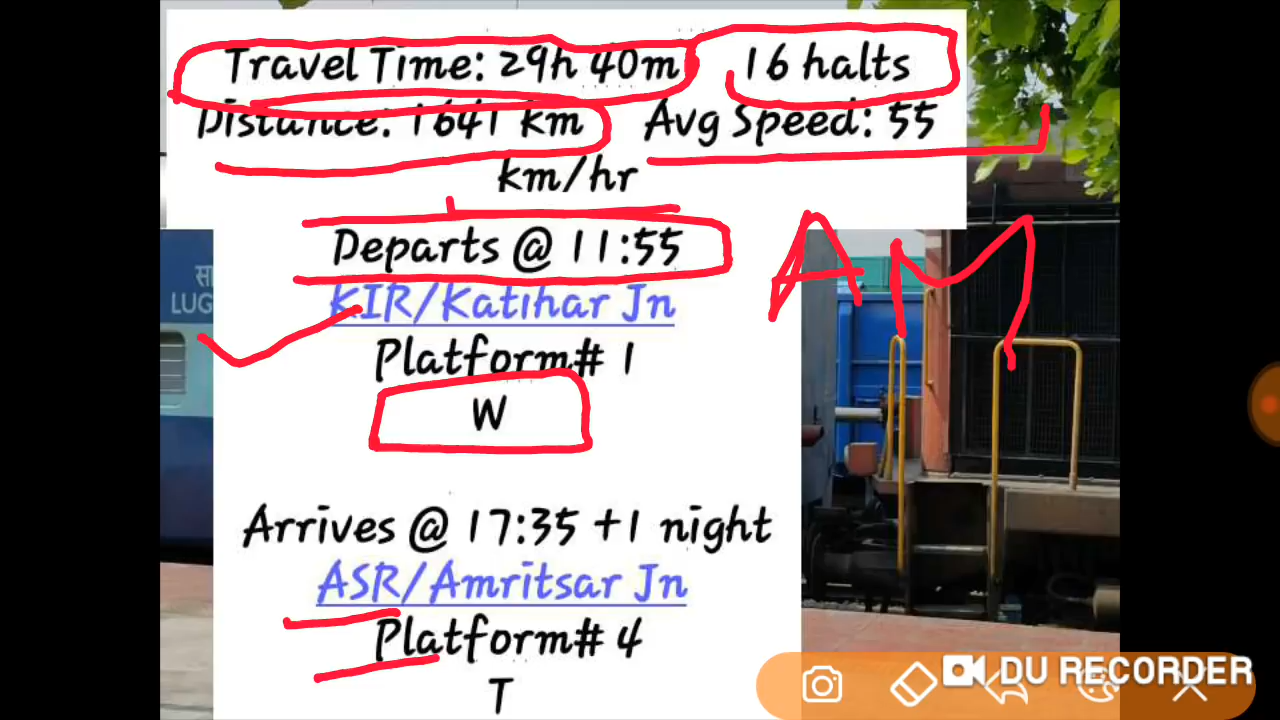 Travel Time: 29h 40m 16 halts
Distance: 1641 km Avg Speed: 55
km/hr
Departs @ 11:55 AM
KIR/Katihar Jn
Platform# 1
W
Arrives @ 17:35 +1 night
ASR/Amritsar Jn
Platform# 4
T
सा
LUG
DU RECORDER